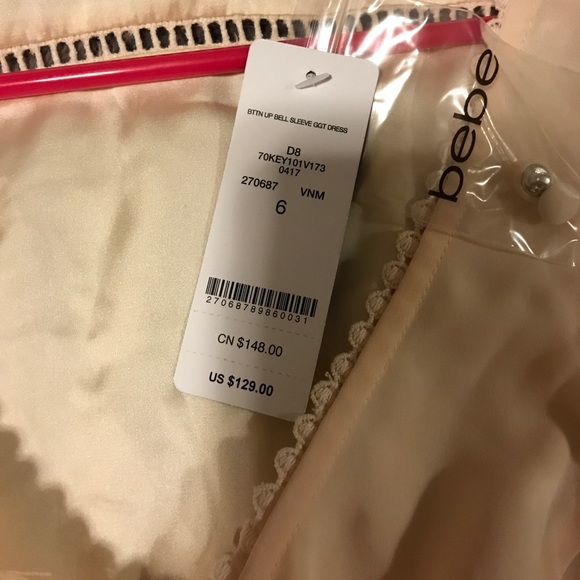 bebe
BTTN UP BELL SLEEVE GGT DRESS
D8
70KEY101V173
0417
270687 VNM
6
27068789860031
CN $148.00
US $129.00